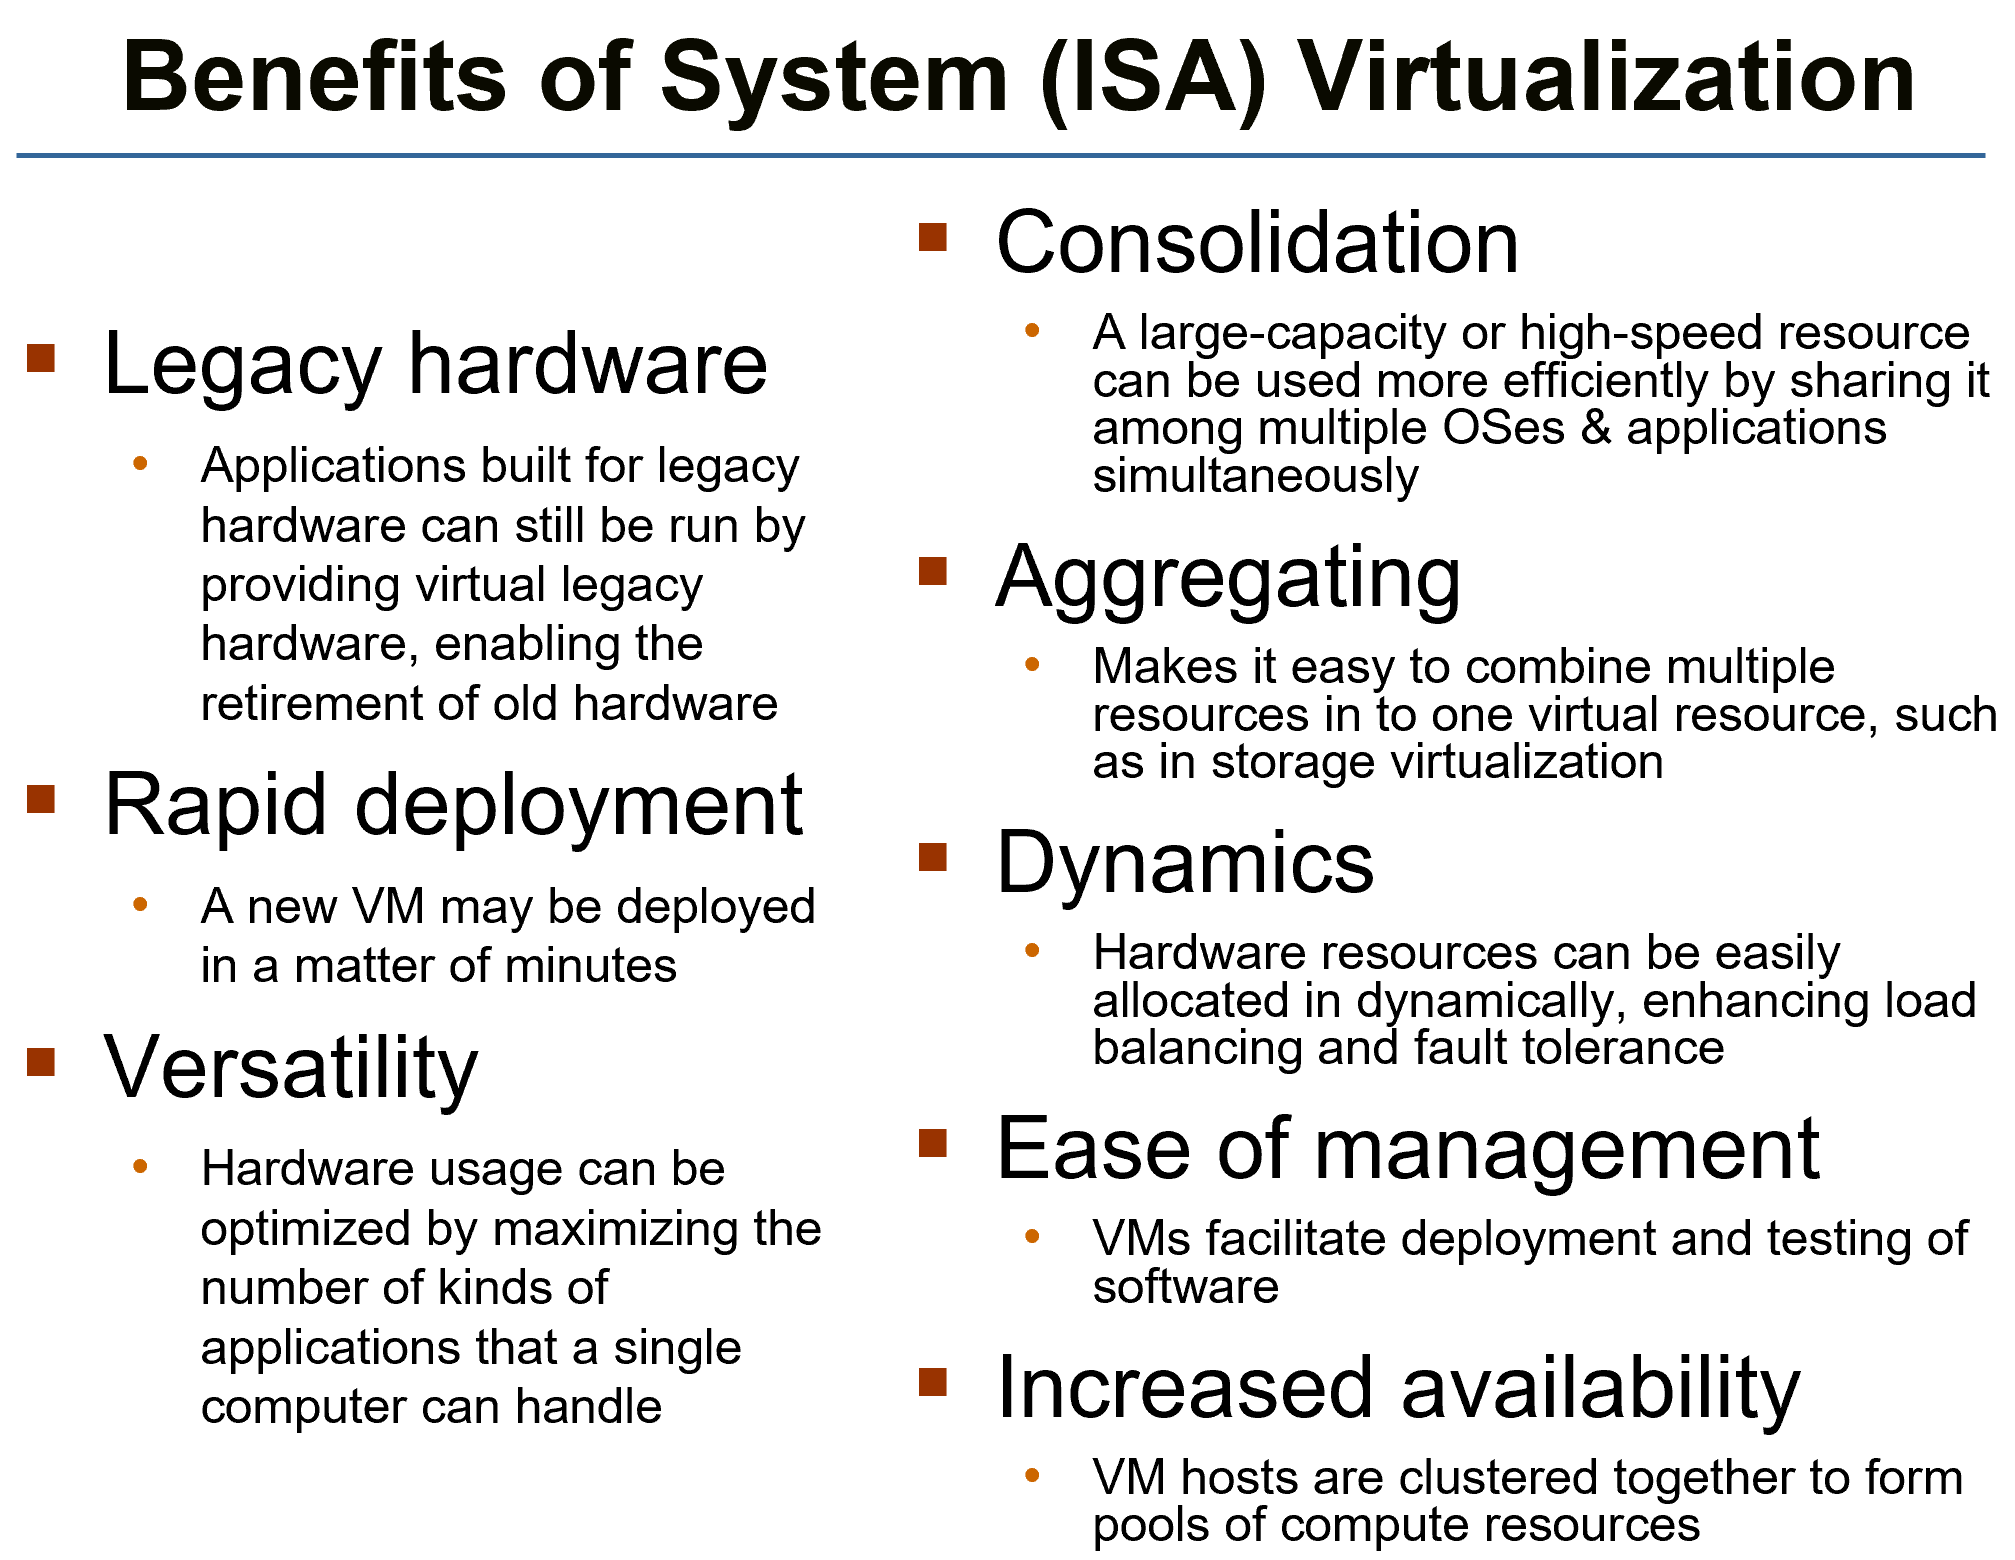 Benefits of System (ISA) Virtualization
Legacy hardware
Applications built for legacy
hardware can still be run by
providing virtual legacy
hardware, enabling the
retirement of old hardware
Rapid deployment
A new VM may be deployed
in a matter of minutes
Versatility
Hardware usage can be
optimized by maximizing the
number of kinds of
applications that a single
computer can handle
Consolidation
A large-capacity or high-speed resource
can be used more efficiently by sharing it
among multiple OSes & applications
simultaneously
Aggregating
Makes it easy to combine multiple
resources in to one virtual resource, such
as in storage virtualization
Dynamics
Hardware resources can be easily
allocated in dynamically, enhancing load
balancing and fault tolerance
Ease of management
VMs facilitate deployment and testing of
software
Increased availability
VM hosts are clustered together to form
pools of compute resources